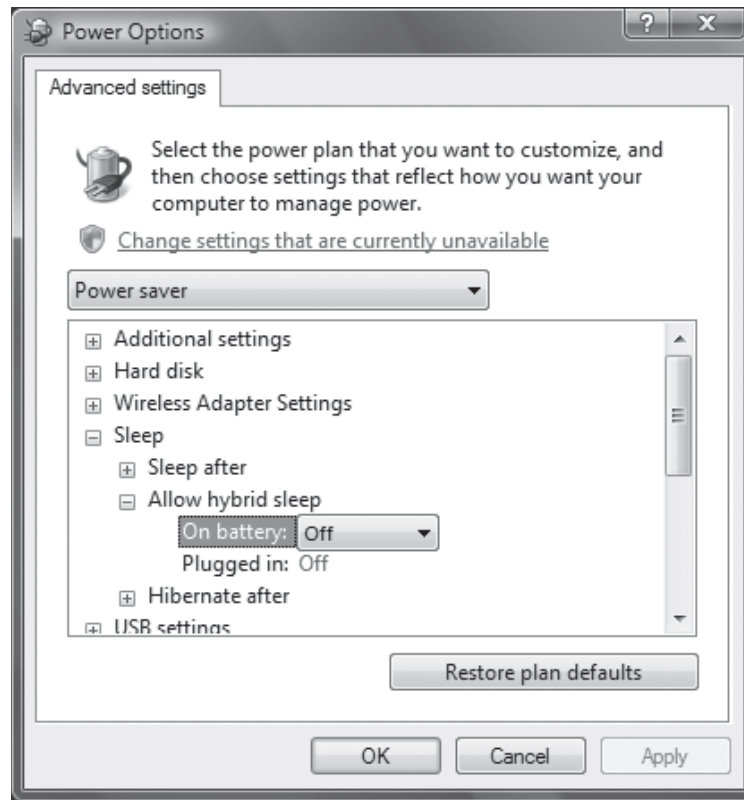 Power Options
Advanced settings
Select the power plan that you want to customize, and
then choose settings that reflect how you want your
computer to manage power.
Change settings that are currently unavailable
Power saver
Additional settings
Hard disk
Wireless Adapter Settings
Sleep
Sleep after
Allow hybrid sleep
On battery: Off
Plugged in: Off
Hibernate after
USB settings
Restore plan defaults
OK Cancel Apply